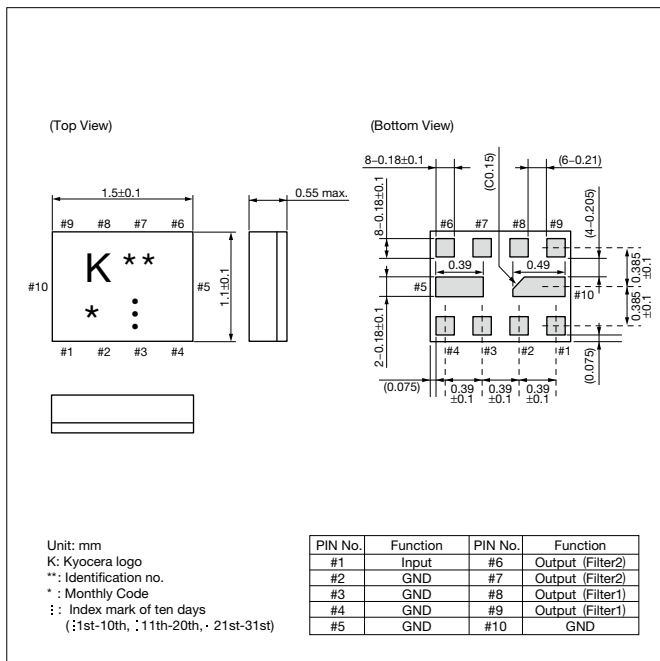 (Top View)
(Bottom View)
1.5±0.1
0.55 max.
#9 #8 #7 #6
K **
* ⋮
#10
#5
1.1±0.1
#1 #2 #3 #4
8–0.18±0.1
(C0.15)
(6–0.21)
8–0.18±0.1
(4–0.205)
#6 #7 #8 #9
0.39
0.49
#5
#10
0.385
±0.1
0.385
±0.1
2–0.18±0.1
#4 #3 #2 #1
(0.075)
0.39
±0.1
0.39
±0.1
0.39
±0.1
(0.075)
Unit: mm
K: Kyocera logo
**: Identification no.
* : Monthly Code
⋮ : Index mark of ten days
(⋮1st-10th, :11th-20th, · 21st-31st)
PIN No. Function PIN No. Function
#1 Input #6 Output (Filter2)
#2 GND #7 Output (Filter2)
#3 GND #8 Output (Filter1)
#4 GND #9 Output (Filter1)
#5 GND #10 GND